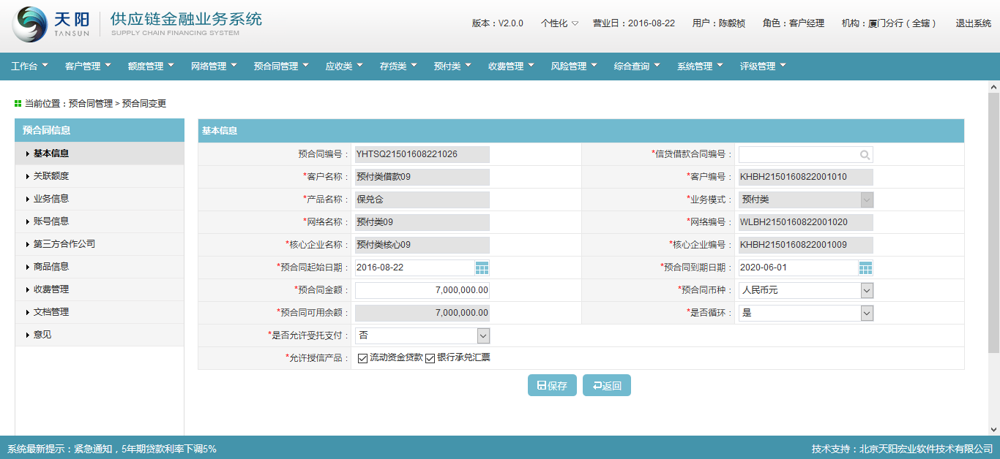 天阳 供应链金融业务系统
TANSUN SUPPLY CHAIN FINANCING SYSTEM
版本：V2.0.0 个性化 营业日：2016-08-22 用户：陈毅桢 角色：客户经理 机构：厦门分行（全辖） 退出系统
工作台 客户管理 额度管理 网络管理 预合同管理 应收类 存货类 预付类 收费管理 风险管理 综合查询 系统管理 评级管理
当前位置：预合同管理 > 预合同变更
预合同信息
基本信息
关联额度
业务信息
账号信息
第三方合作公司
商品信息
收费管理
文档管理
意见
基本信息
预合同编号： YHTSQ21501608221026 *信贷借款合同编号：
*客户名称： 预付类借款09 *客户编号： KHBH2150160822001010
*产品名称： 保兑仓 *业务模式： 预付类
*网络名称： 预付类09 *网络编号： WLBH2150160822001020
*核心企业名称： 预付类核心09 *核心企业编号： KHBH2150160822001009
*预合同起始日期： 2016-08-22 *预合同到期日期： 2020-06-01
*预合同金额： 7,000,000.00 *预合同币种： 人民币元
*预合同可用余额： 7,000,000.00 *是否循环： 是
*是否允许受托支付： 否
*允许授信产品： 流动资金贷款 银行承兑汇票
保存 返回
系统最新提示：紧急通知，5年期贷款利率下调5% 技术支持：北京天阳宏业软件技术有限公司